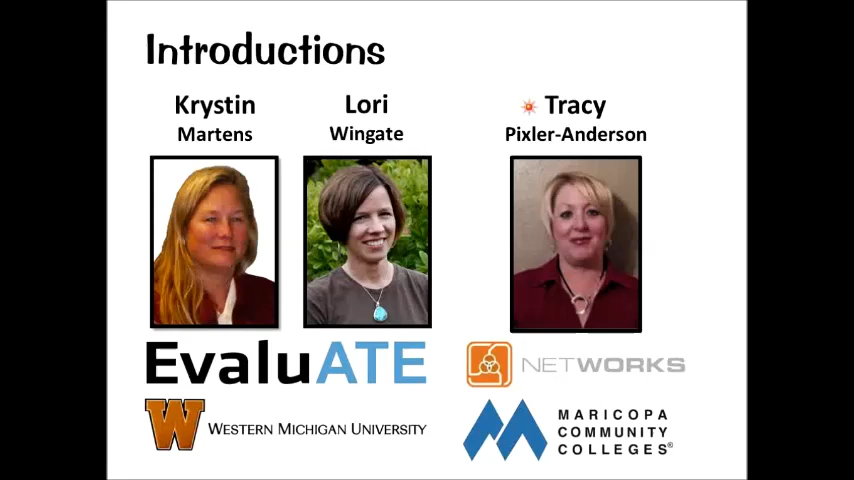 Introductions
Krystin
Martens
Lori
Wingate
Tracy
Pixler-Anderson
EvaluATE
NETWORKS
W WESTERN MICHIGAN UNIVERSITY
MARICOPA
COMMUNITY
COLLEGES®